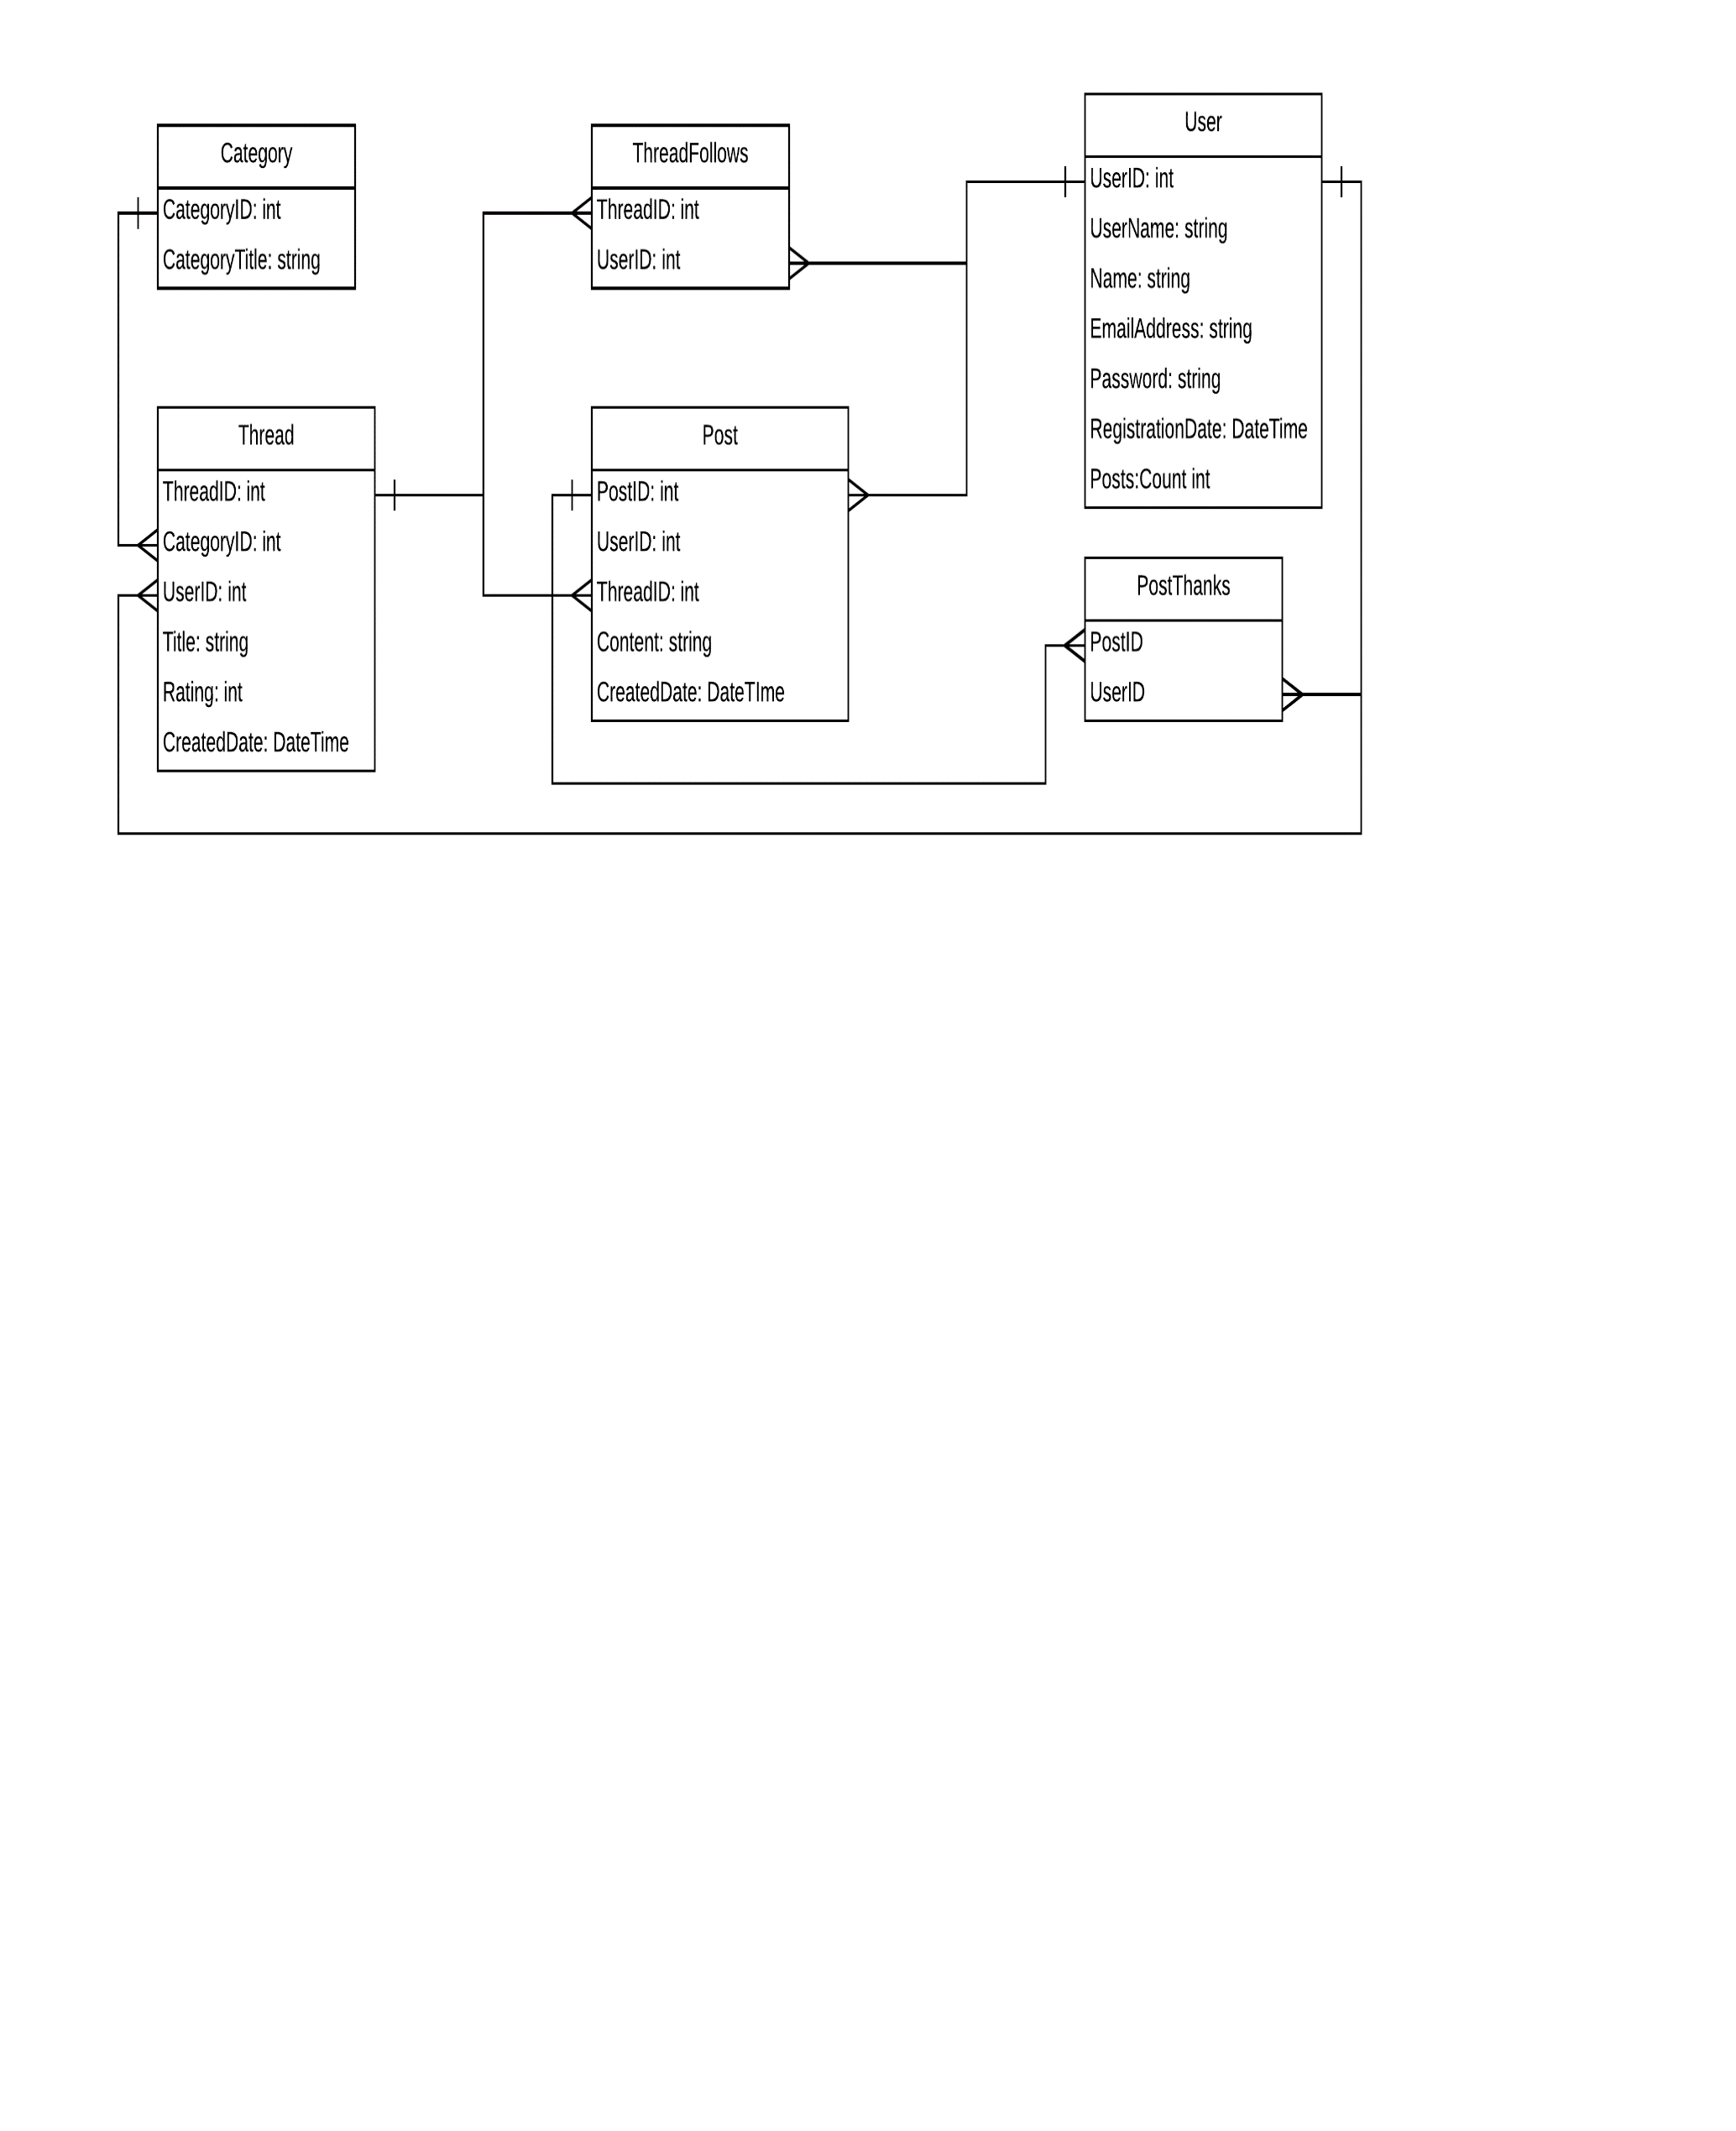 Category
CategoryID: int
CategoryTitle: string
ThreadFollows
ThreadID: int
UserID: int
User
UserID: int
UserName: string
Name: string
EmailAddress: string
Password: string
RegistrationDate: DateTime
Posts:Count int
Thread
ThreadID: int
CategoryID: int
UserID: int
Title: string
Rating: int
CreatedDate: DateTime
Post
PostID: int
UserID: int
ThreadID: int
Content: string
CreatedDate: DateTIme
PostThanks
PostID
UserID